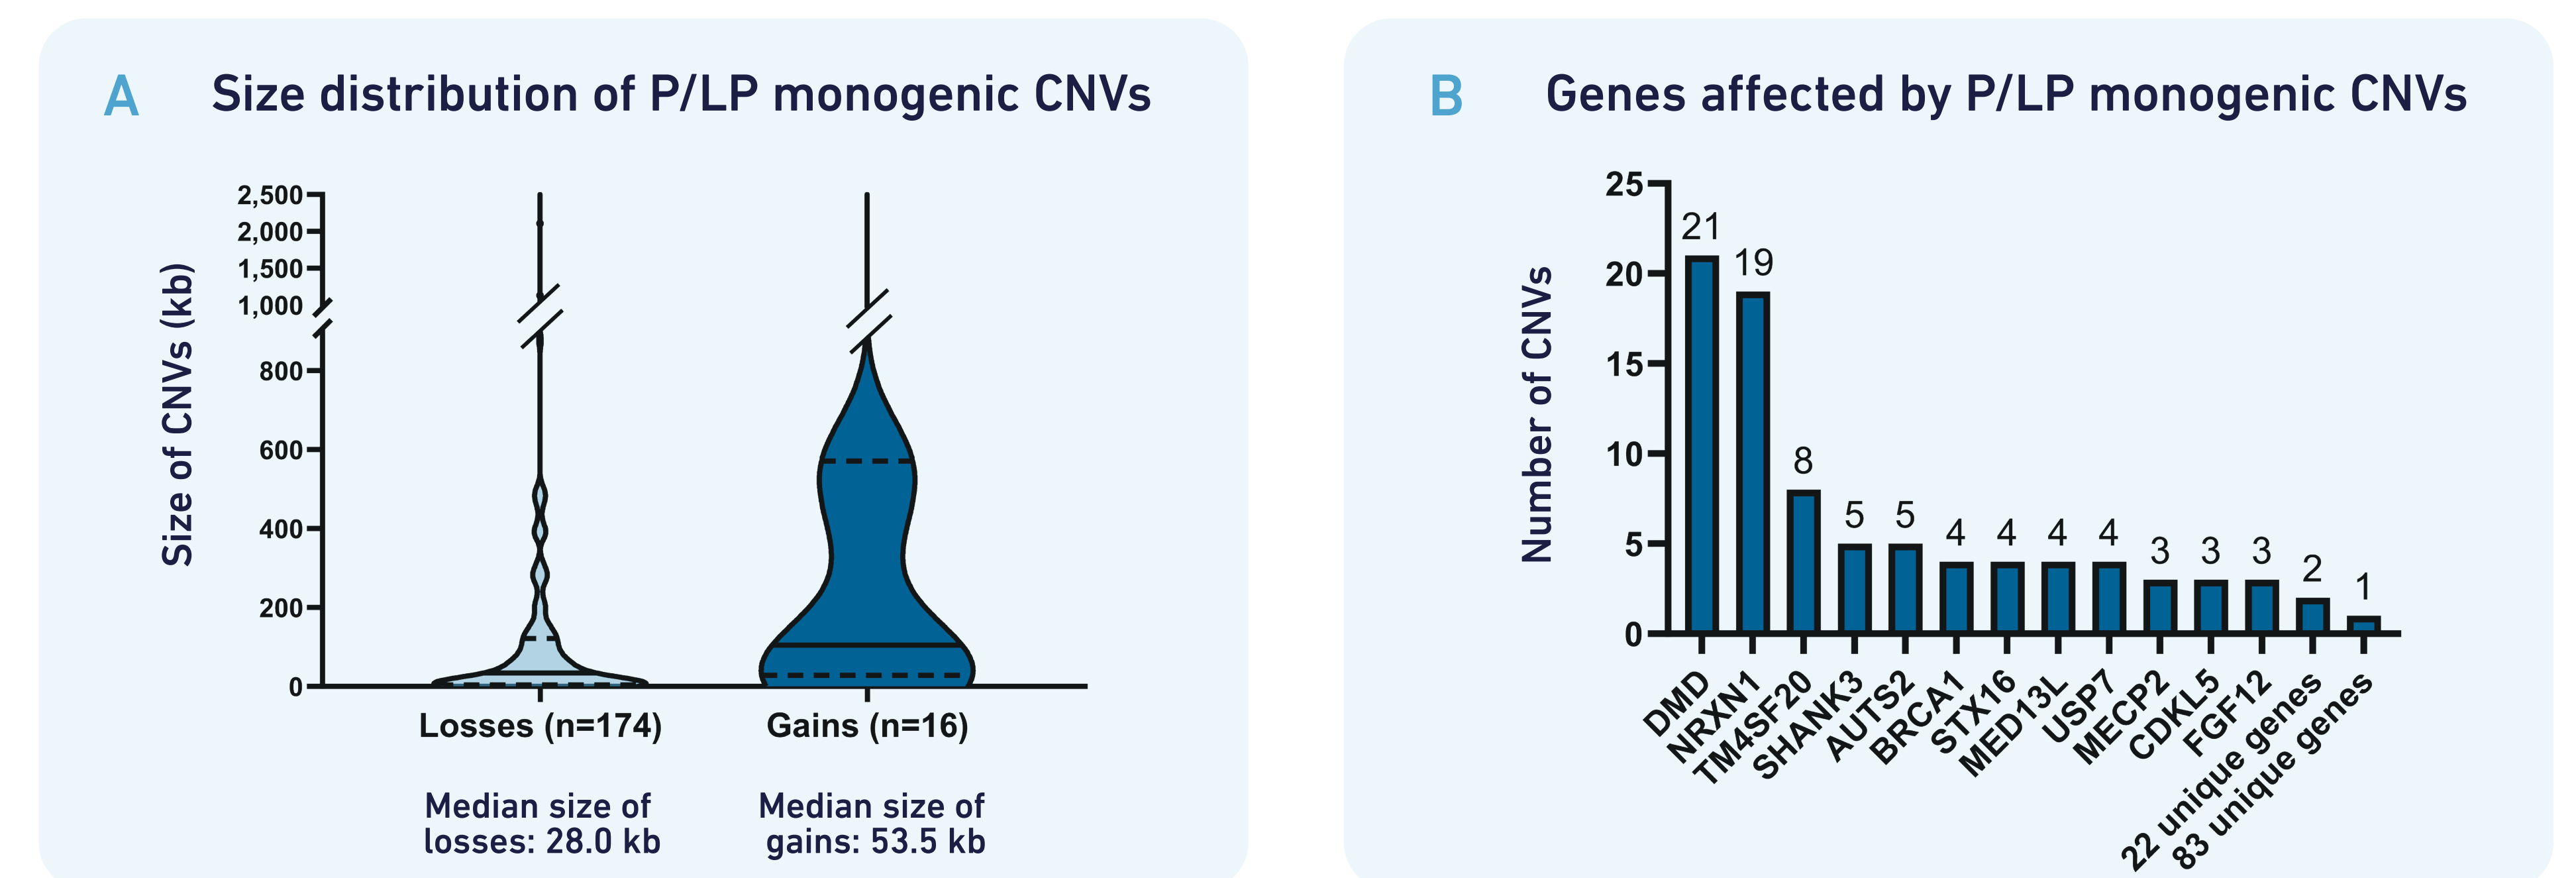 A
Size distribution of P/LP monogenic CNVs
Size of CNVs (kb)
2,500
2,000
1,500
1,000
800
600
400
200
0
Losses (n=174)
Gains (n=16)
Median size of
losses: 28.0 kb
Median size of
gains: 53.5 kb
B
Genes affected by P/LP monogenic CNVs
Number of CNVs
25
20
15
10
5
0
21
19
8
5
5
4
4
4
4
3
3
3
2
1
DMD
NRXN1
TM4SF20
SHANK3
AUTS2
BRCA1
STX16
MED13L
USP7
MECP2
CDKL5
FGF12
22 unique genes
83 unique genes